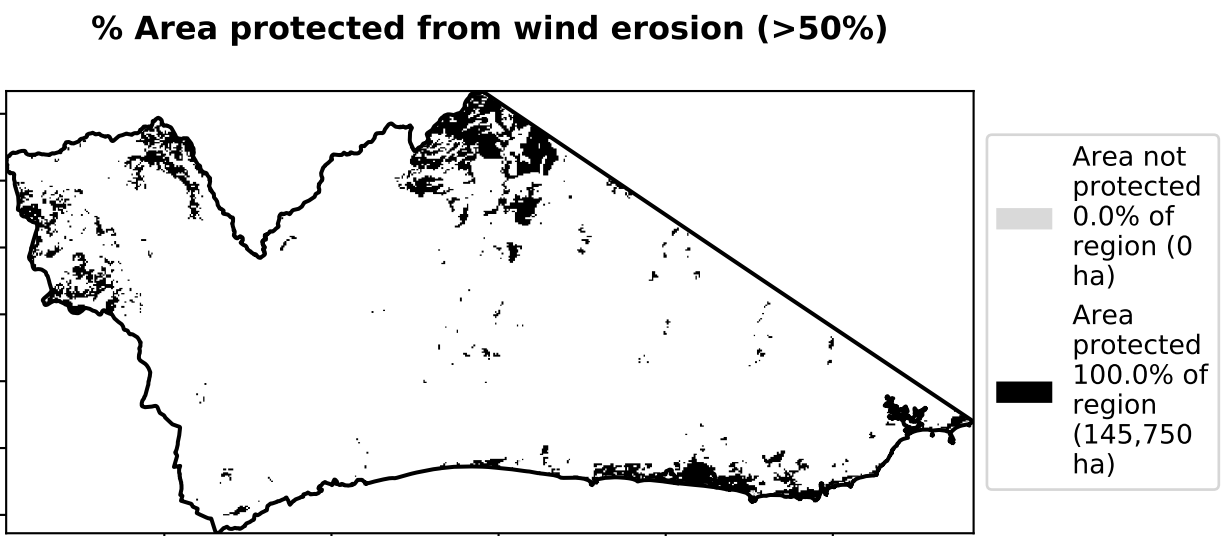 % Area protected from wind erosion (>50%)
Area not
protected
0.0% of
region (0
ha)
Area
protected
100.0% of
region
(145,750
ha)